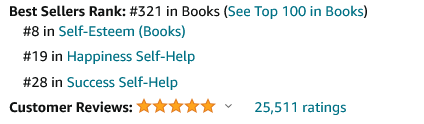 Best Sellers Rank: #321 in Books (See Top 100 in Books)
#8 in Self-Esteem (Books)
#19 in Happiness Self-Help
#28 in Success Self-Help
Customer Reviews: 25,511 ratings